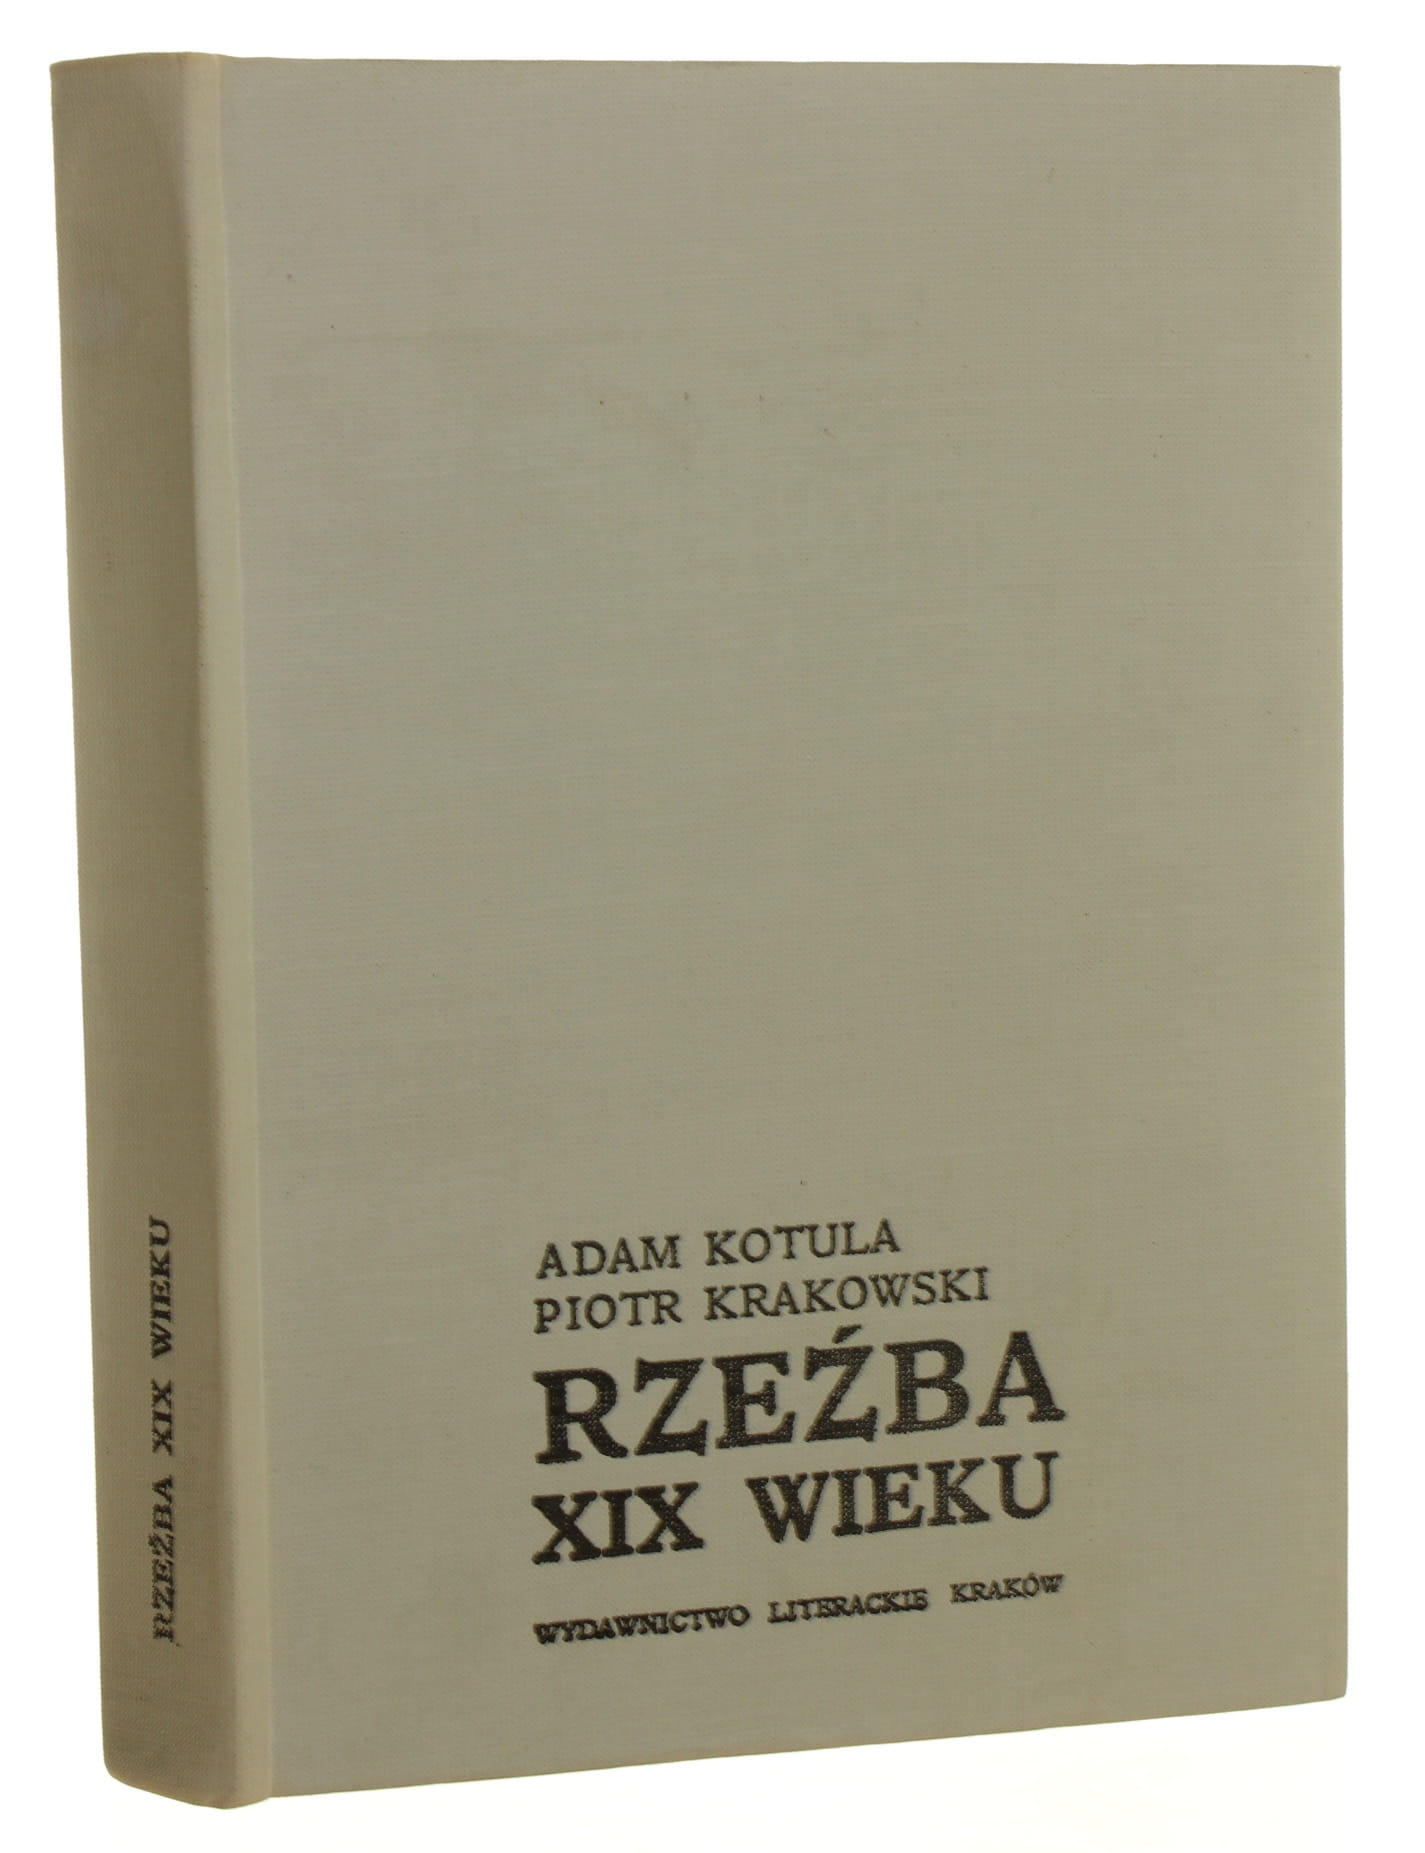 RZEŹBA XIX WIEKU
ADAM KOTULA
PIOTR KRAKOWSKI
RZEŹBA
XIX WIEKU
WYDAWNICTWO LITERACKIE KRAKÓW